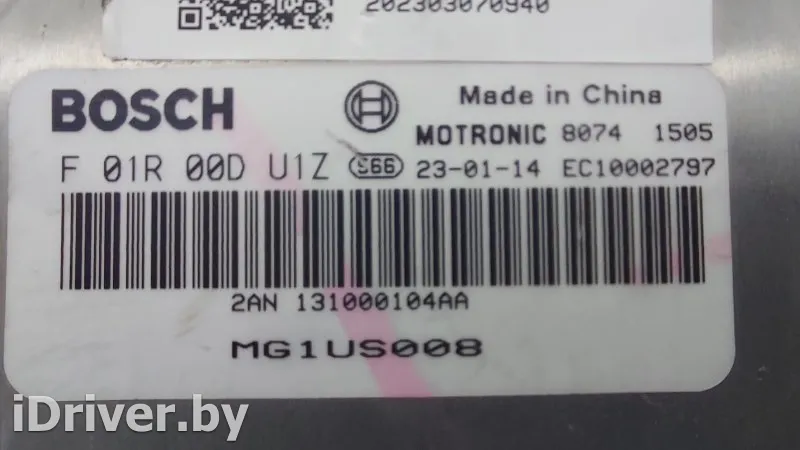 202303070940
BOSCH
Made in China
MOTRONIC 8074 1505
F 01R 00D U1Z S66 23-01-14 EC10002797
2AN 131000104AA
MG1US008
iDriver.by